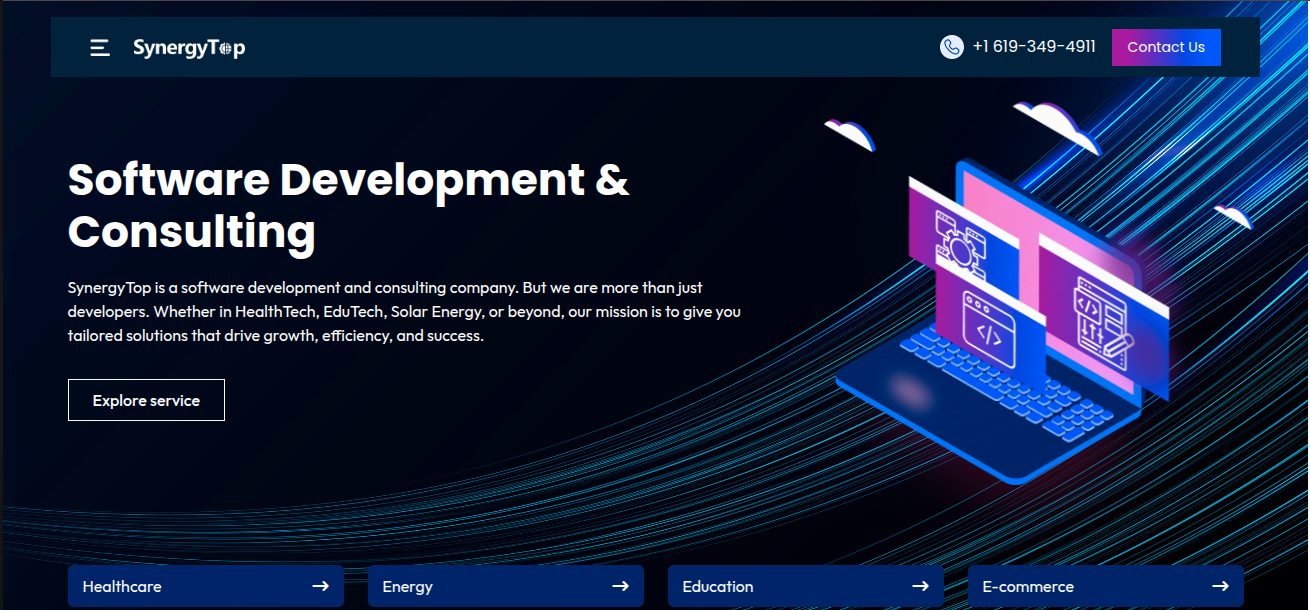 SynergyTop
+1 619-349-4911
Contact Us
Software Development &
Consulting
SynergyTop is a software development and consulting company. But we are more than just
developers. Whether in HealthTech, EduTech, Solar Energy, or beyond, our mission is to give you
tailored solutions that drive growth, efficiency, and success.
Explore service
</>
</>
Healthcare
Energy
Education
E-commerce